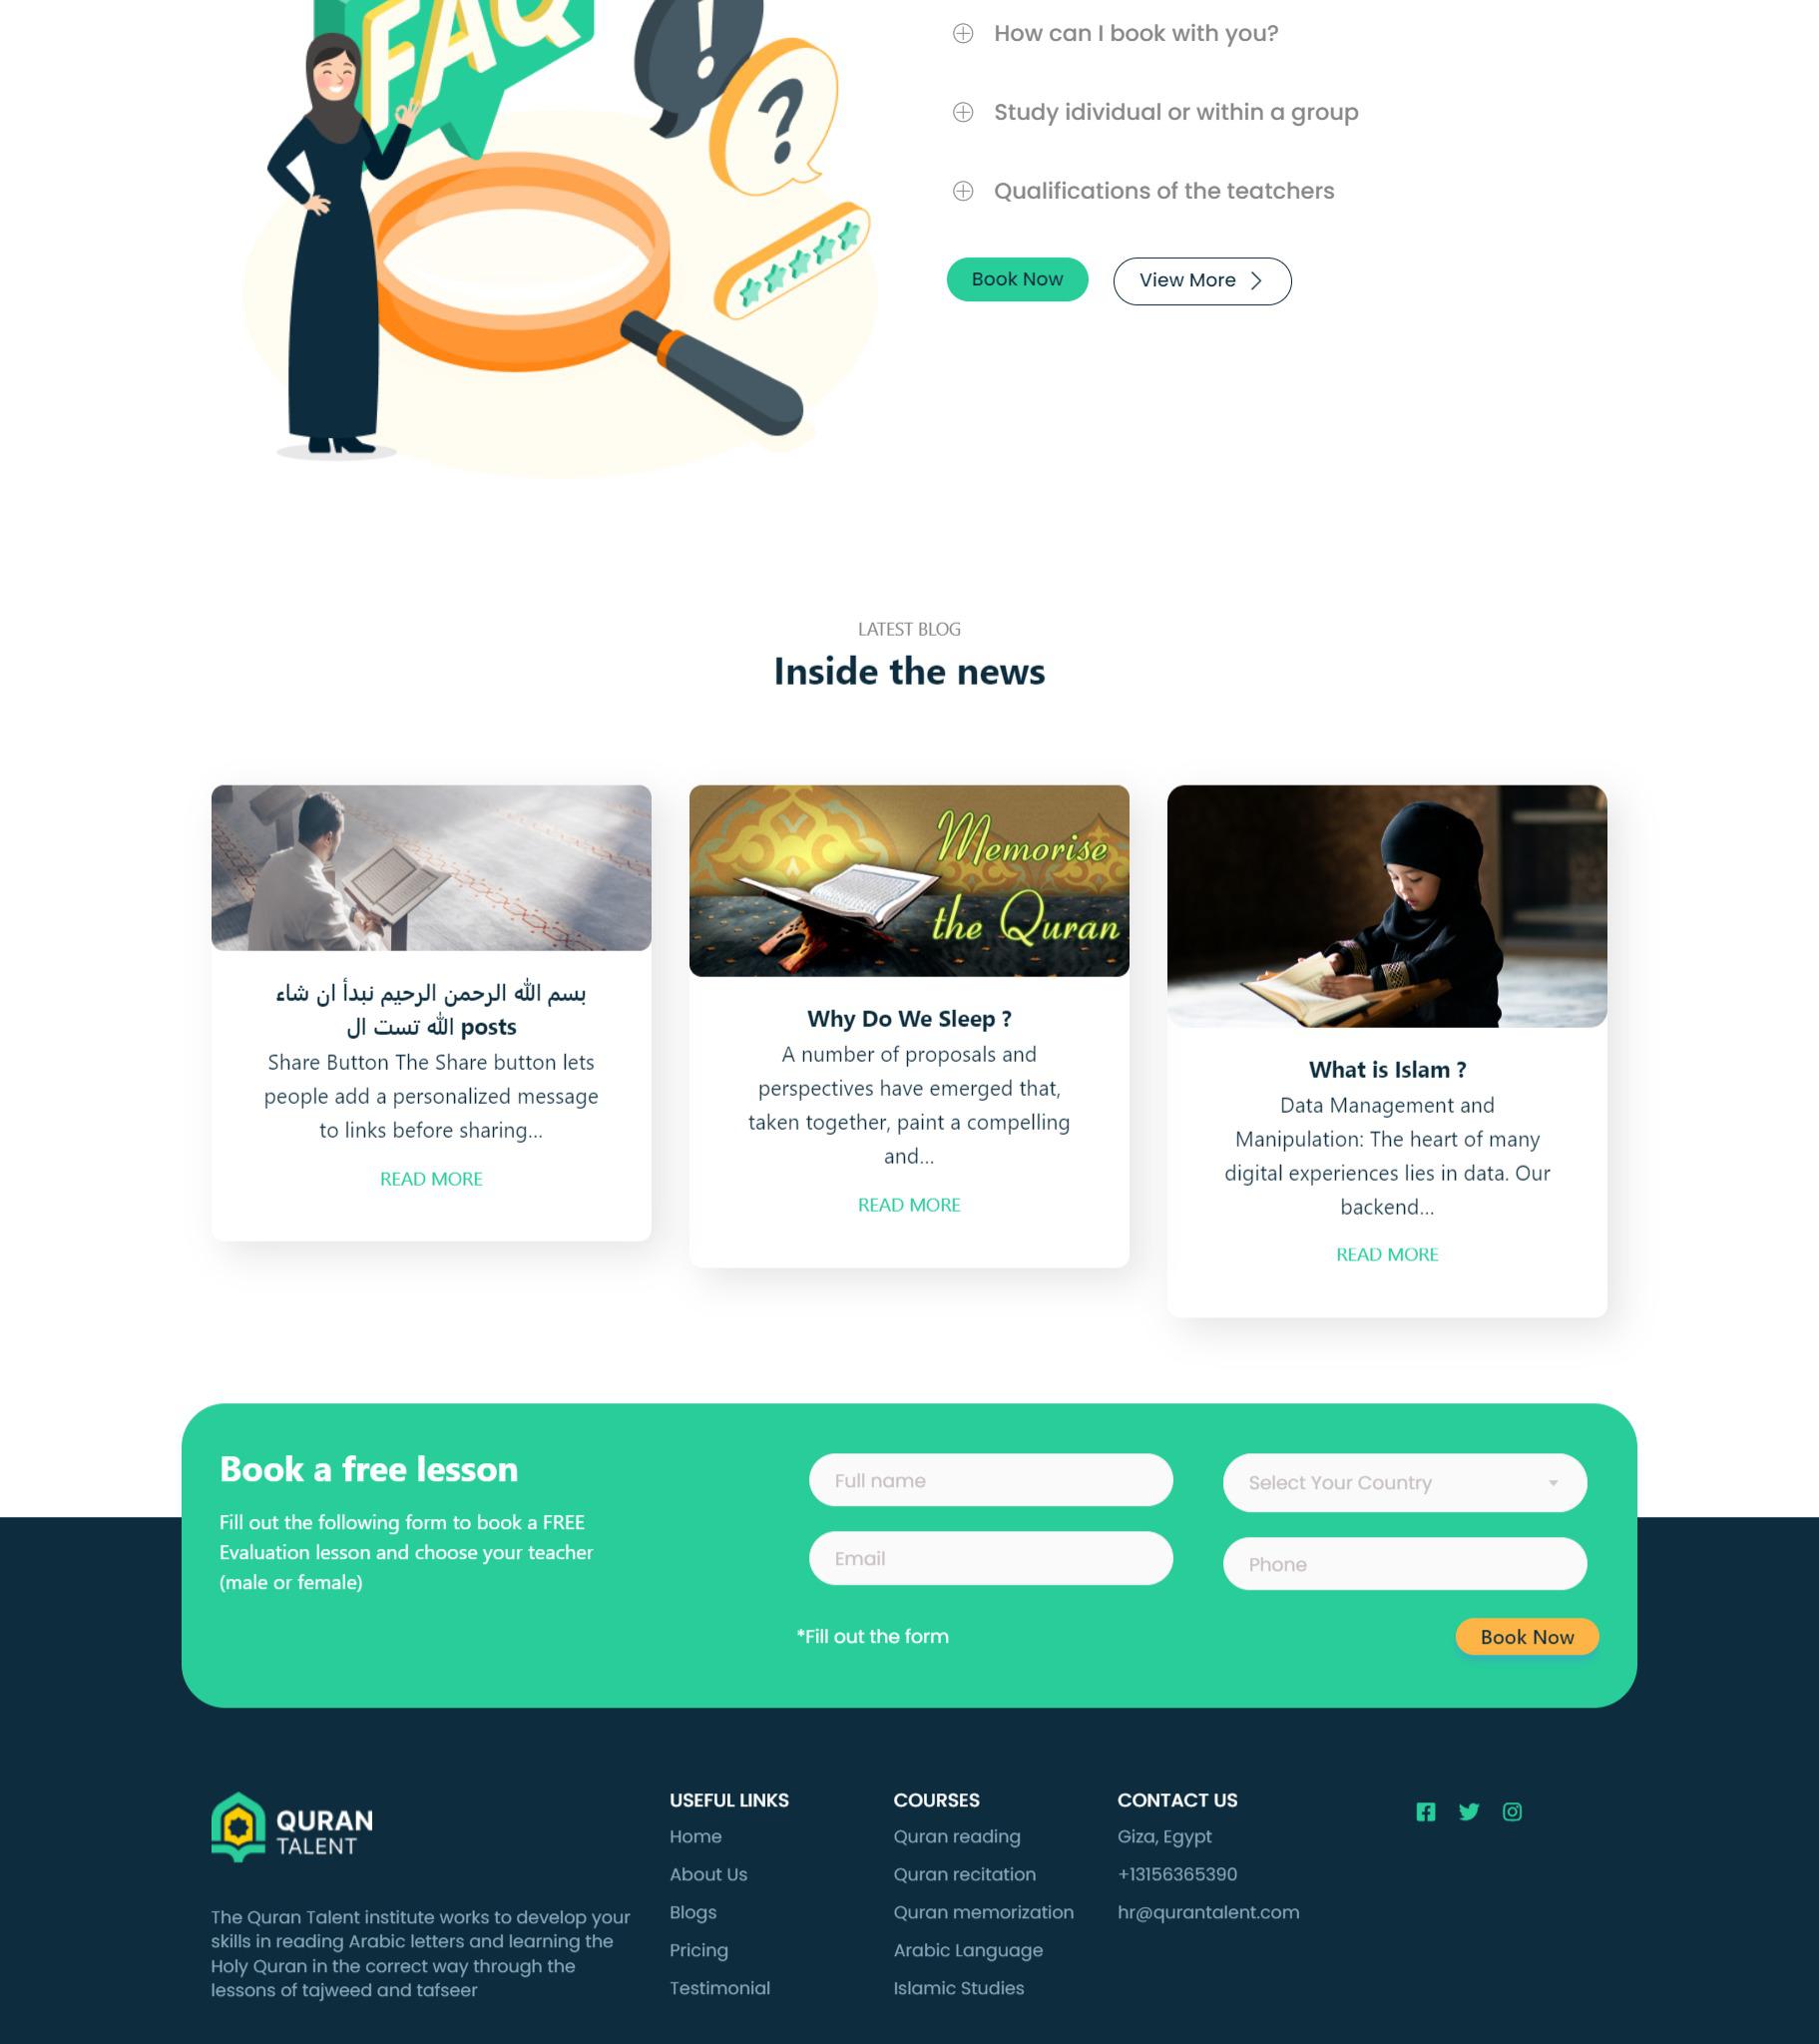 FAQ
!
?
How can I book with you?
Study idividual or within a group
Qualifications of the teatchers
Book Now
View More
LATEST BLOG
Inside the news
Memorise
the Quran
بسم الله الرحمن الرحيم نبدأ ان شاء
الله تست ال posts
Share Button The Share button lets
people add a personalized message
to links before sharing...
READ MORE
Why Do We Sleep ?
A number of proposals and
perspectives have emerged that,
taken together, paint a compelling
and...
READ MORE
What is Islam ?
Data Management and
Manipulation: The heart of many
digital experiences lies in data. Our
backend...
READ MORE
Book a free lesson
Fill out the following form to book a FREE
Evaluation lesson and choose your teacher
(male or female)
Full name
Select Your Country
Email
Phone
*Fill out the form
Book Now
QURAN
TALENT
The Quran Talent institute works to develop your
skills in reading Arabic letters and learning the
Holy Quran in the correct way through the
lessons of tajweed and tafseer
USEFUL LINKS
Home
About Us
Blogs
Pricing
Testimonial
COURSES
Quran reading
Quran recitation
Quran memorization
Arabic Language
Islamic Studies
CONTACT US
Giza, Egypt
+13156365390
hr@qurantalent.com